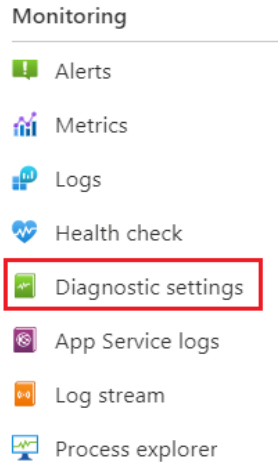 Monitoring
Alerts
Metrics
Logs
Health check
Diagnostic settings
App Service logs
Log stream
Process explorer